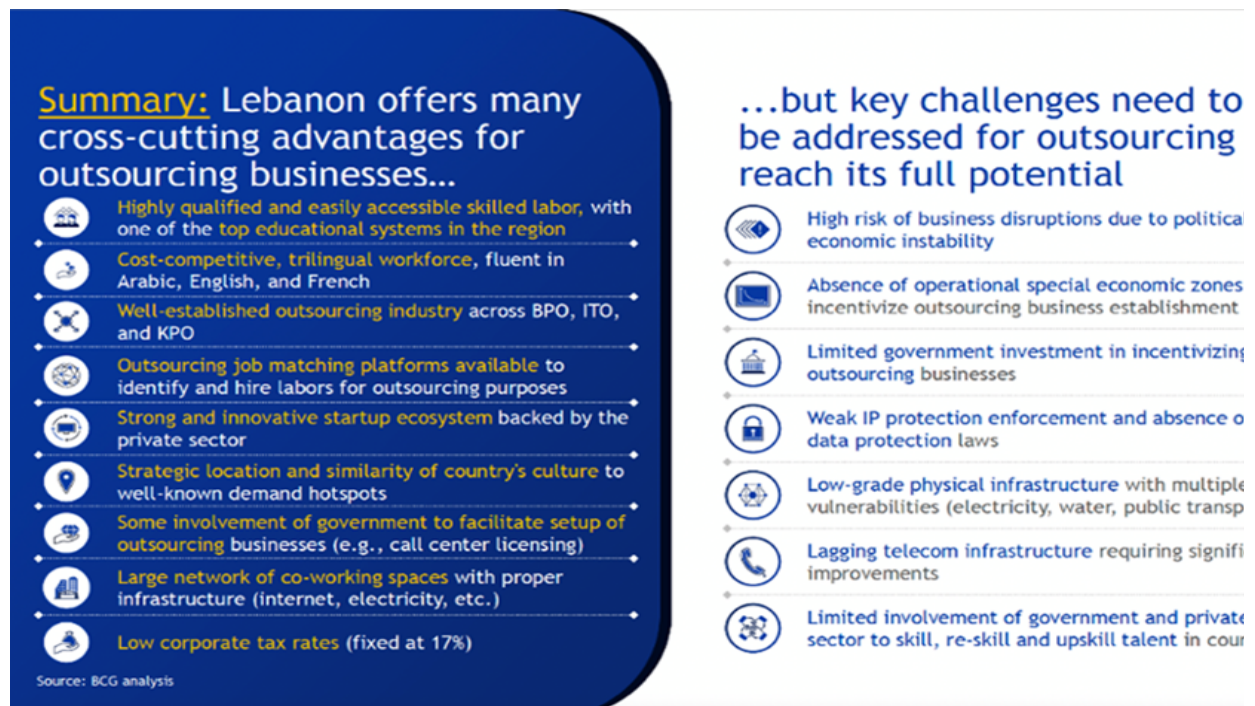 Summary: Lebanon offers many
cross-cutting advantages for
outsourcing businesses...
Highly qualified and easily accessible skilled labor, with
one of the top educational systems in the region
Cost-competitive, trilingual workforce, fluent in
Arabic, English, and French
Well-established outsourcing industry across BPO, ITO,
and KPO
Outsourcing job matching platforms available to
identify and hire labors for outsourcing purposes
Strong and innovative startup ecosystem backed by the
private sector
Strategic location and similarity of country's culture to
well-known demand hotspots
Some involvement of government to facilitate setup of
outsourcing businesses (e.g., call center licensing)
Large network of co-working spaces with proper
infrastructure (internet, electricity, etc.)
Low corporate tax rates (fixed at 17%)
Source: BCG analysis
...but key challenges need to
be addressed for outsourcing
reach its full potential
High risk of business disruptions due to political
economic instability
Absence of operational special economic zones
incentivize outsourcing business establishment
Limited government investment in incentivizing
outsourcing businesses
Weak IP protection enforcement and absence o
data protection laws
Low-grade physical infrastructure with multiple
vulnerabilities (electricity, water, public transp
Lagging telecom infrastructure requiring signifi
improvements
Limited involvement of government and private
sector to skill, re-skill and upskill talent in coun